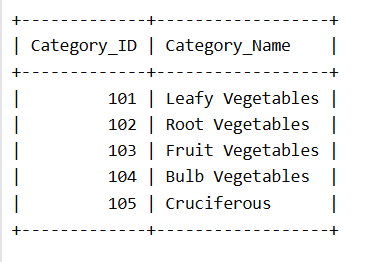 +-------------+------------------+
| Category_ID | Category_Name    |
+-------------+------------------+
|         101 | Leafy Vegetables |
|         102 | Root Vegetables  |
|         103 | Fruit Vegetables |
|         104 | Bulb Vegetables  |
|         105 | Cruciferous      |
+-------------+------------------+